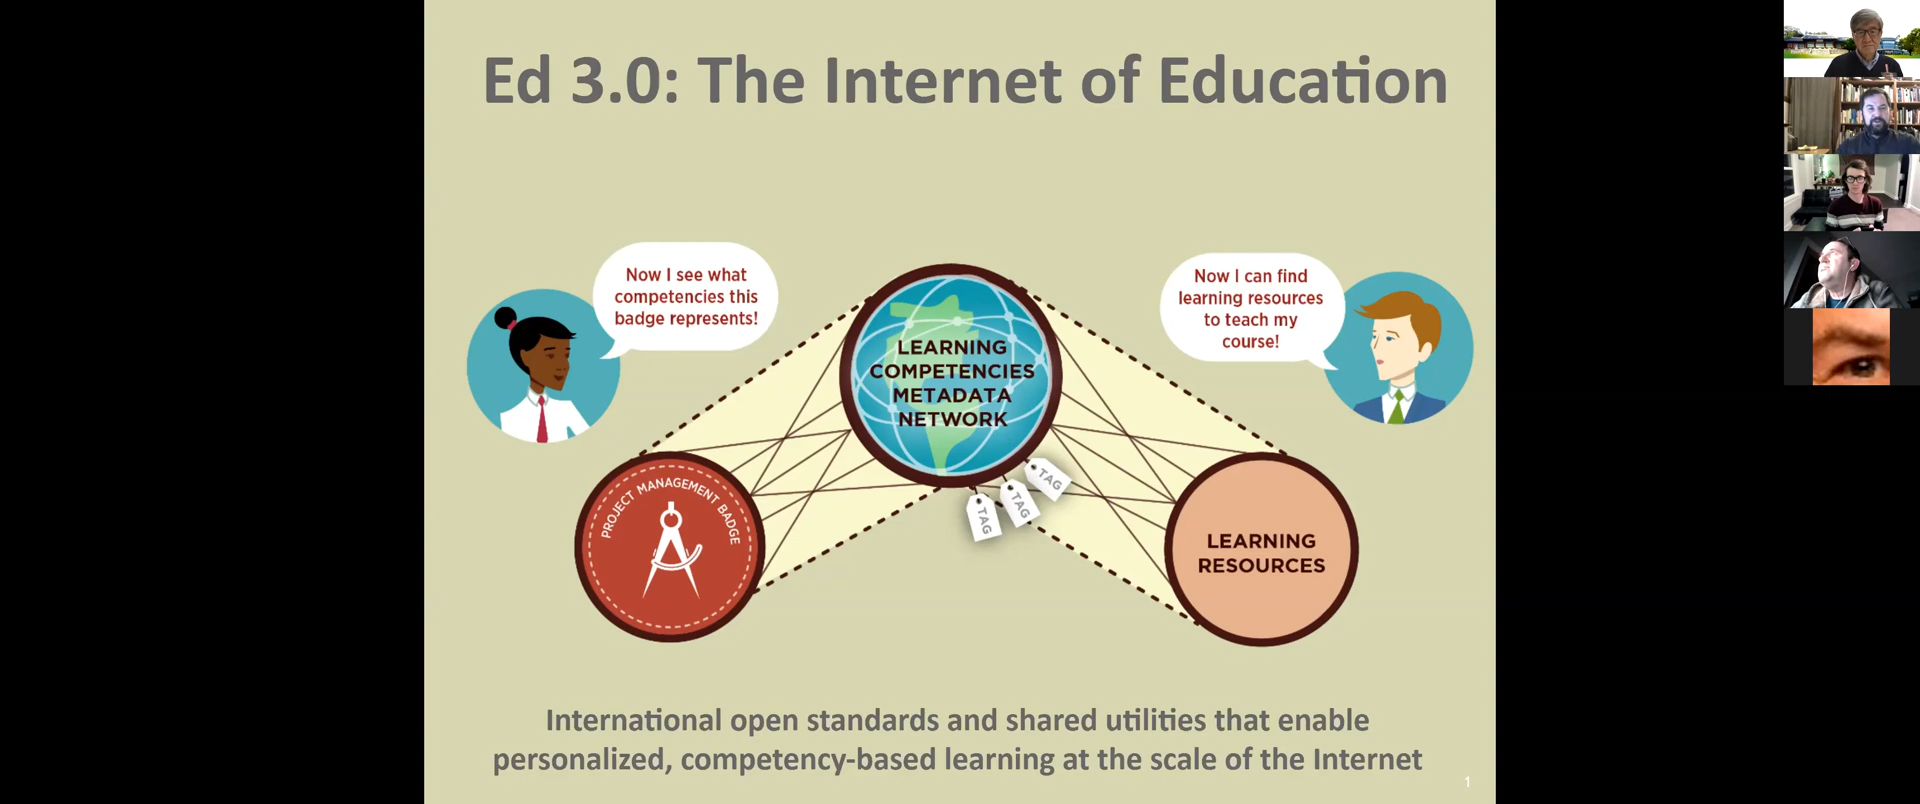 Ed 3.0: The Internet of Education
Now I see what
competencies this
badge represents!
Now I can find
learning resources
to teach my
course!
LEARNING
COMPETENCIES
METADATA
NETWORK
TAG
TAG
TAG
PROJECT MANAGEMENT BADGE
LEARNING
RESOURCES
International open standards and shared utilities that enable
personalized, competency-based learning at the scale of the Internet
1